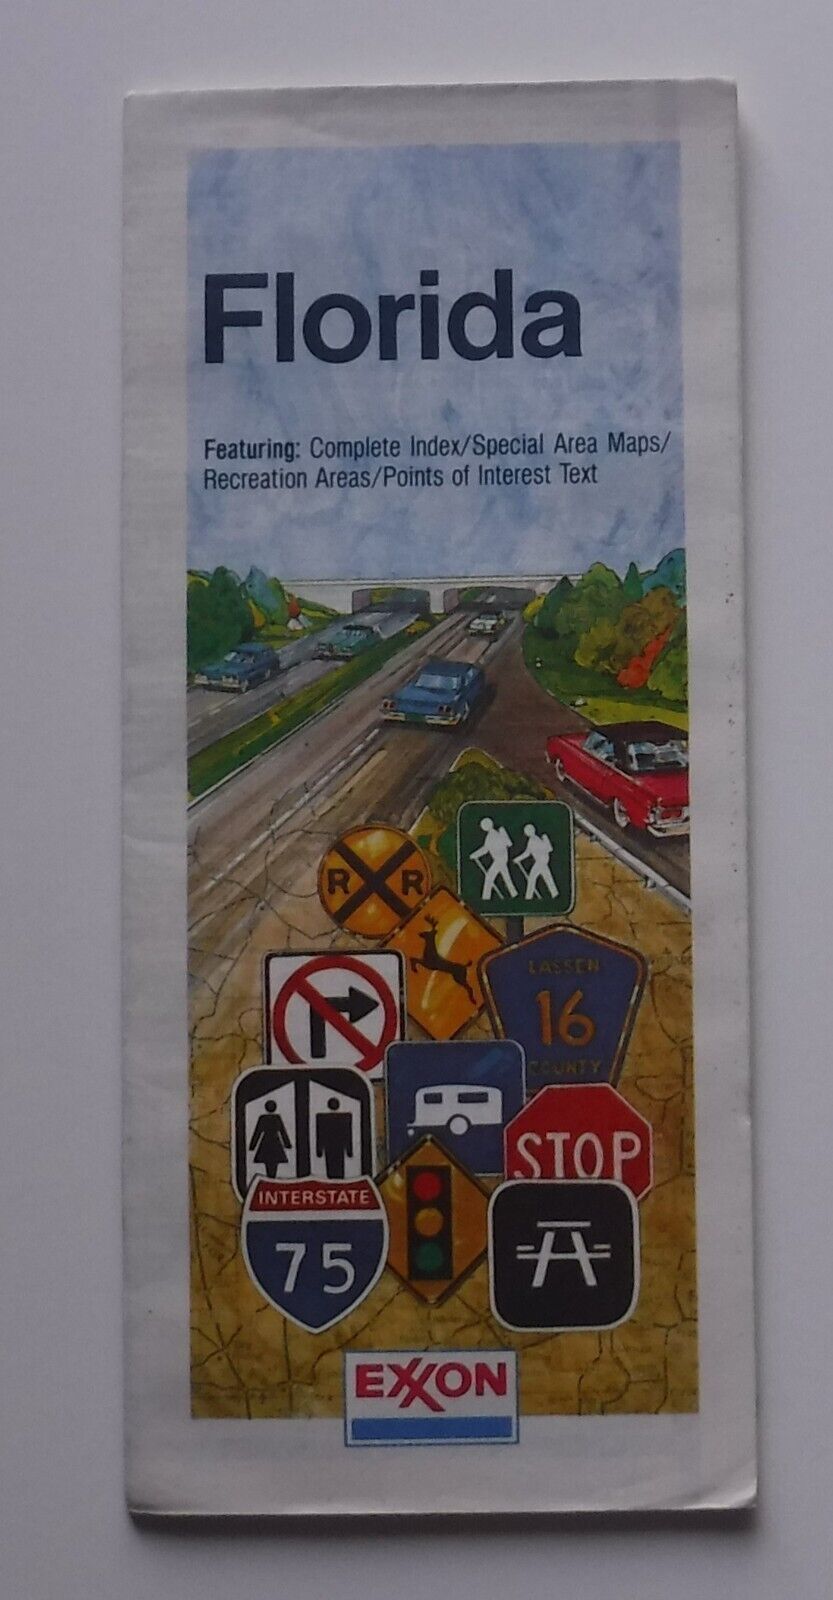 Florida
Featuring: Complete Index/Special Area Maps/
Recreation Areas/Points of Interest Text
R R
LASSEN
16
COUNTY
STOP
INTERSTATE
75
EXXON